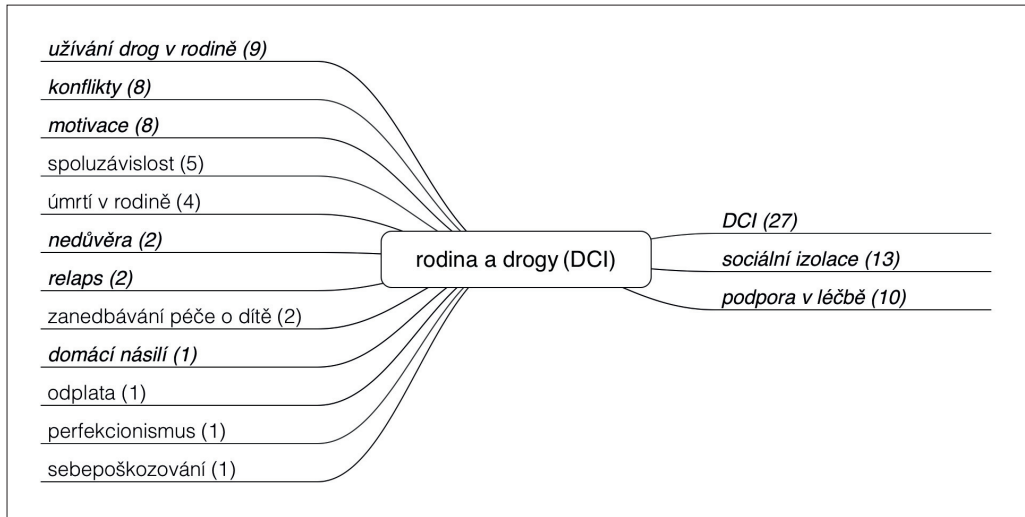 užívání drog v rodině (9)
konflikty (8)
motivace (8)
spoluzávislost (5)
úmrtí v rodině (4)
nedůvěra (2)
relaps (2)
zanedbávání péče o dítě (2)
domácí násilí (1)
odplata (1)
perfekcionismus (1)
sebepoškozování (1)
rodina a drogy (DCI)
DCI (27)
sociální izolace (13)
podpora v léčbě (10)